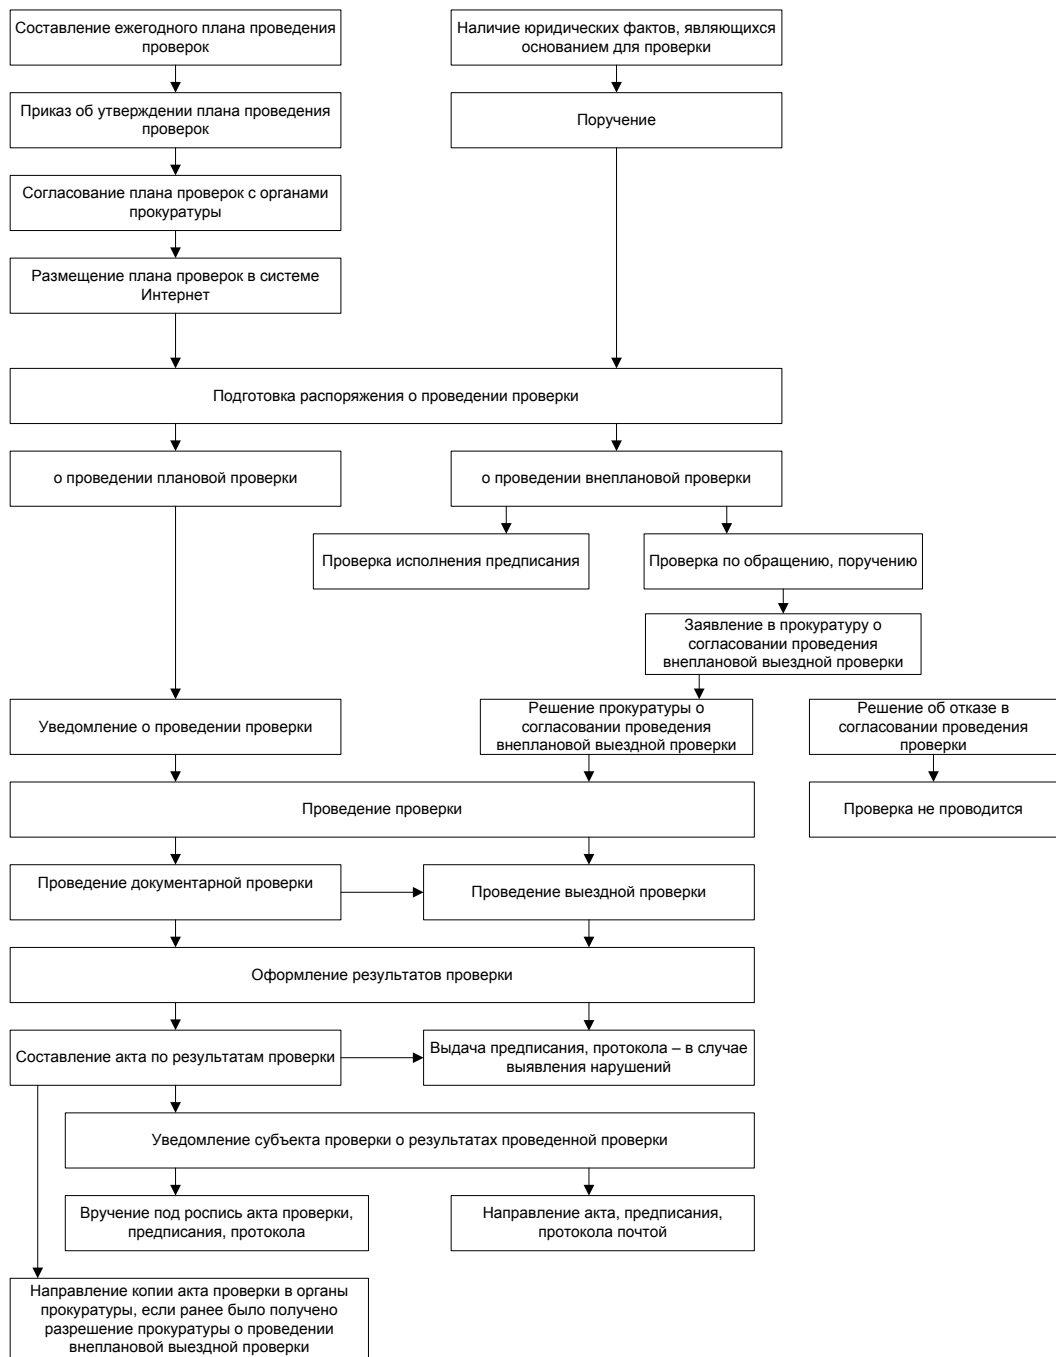 Составление ежегодного плана проведения
проверок
Наличие юридических фактов, являющихся
основанием для проверки
Приказ об утверждении плана проведения
проверок
Поручение
Согласование плана проверок с органами
прокуратуры
Размещение плана проверок в системе
Интернет
Подготовка распоряжения о проведении проверки
о проведении плановой проверки
о проведении внеплановой проверки
Проверка исполнения предписания
Проверка по обращению, поручению
Заявление в прокуратуру о
согласовании проведения
внеплановой выездной проверки
Уведомление о проведении проверки
Решение прокуратуры о
согласовании проведения
внеплановой выездной проверки
Решение об отказе в
согласовании проведения
проверки
Проведение проверки
Проверка не проводится
Проведение документарной проверки
Проведение выездной проверки
Оформление результатов проверки
Составление акта по результатам проверки
Выдача предписания, протокола – в случае
выявления нарушений
Уведомление субъекта проверки о результатах проведенной проверки
Вручение под роспись акта проверки,
предписания, протокола
Направление акта, предписания,
протокола почтой
Направление копии акта проверки в органы
прокуратуры, если ранее было получено
разрешение прокуратуры о проведении
внеплановой выездной проверки